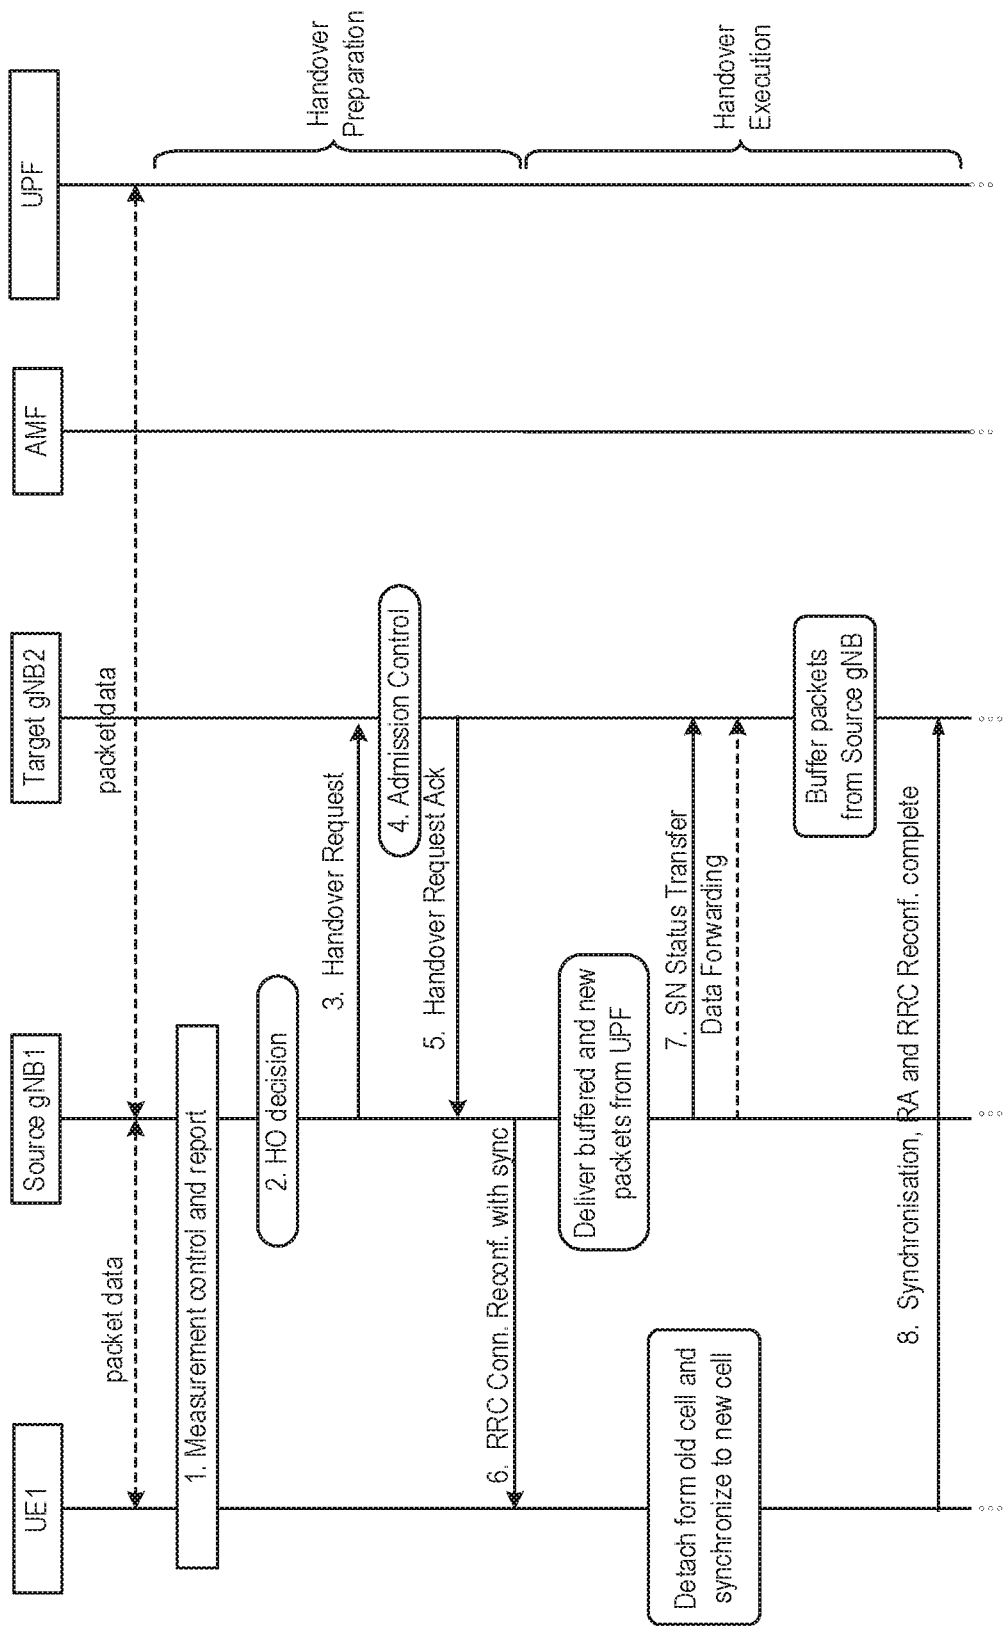 UE1
Source gNB1
Target gNB2
AMF
UPF
packet data
packet data
1. Measurement control and report
2. HO decision
3. Handover Request
4. Admission Control
5. Handover Request Ack
Handover
Preparation
6. RRC Conn. Reconf. with sync
Deliver buffered and new
packets from UPF
Detach form old cell and
synchronize to new cell
7. SN Status Transfer
Data Forwarding
Buffer packets
from Source gNB
8. Synchronisation, RA and RRC Reconf. complete
Handover
Execution